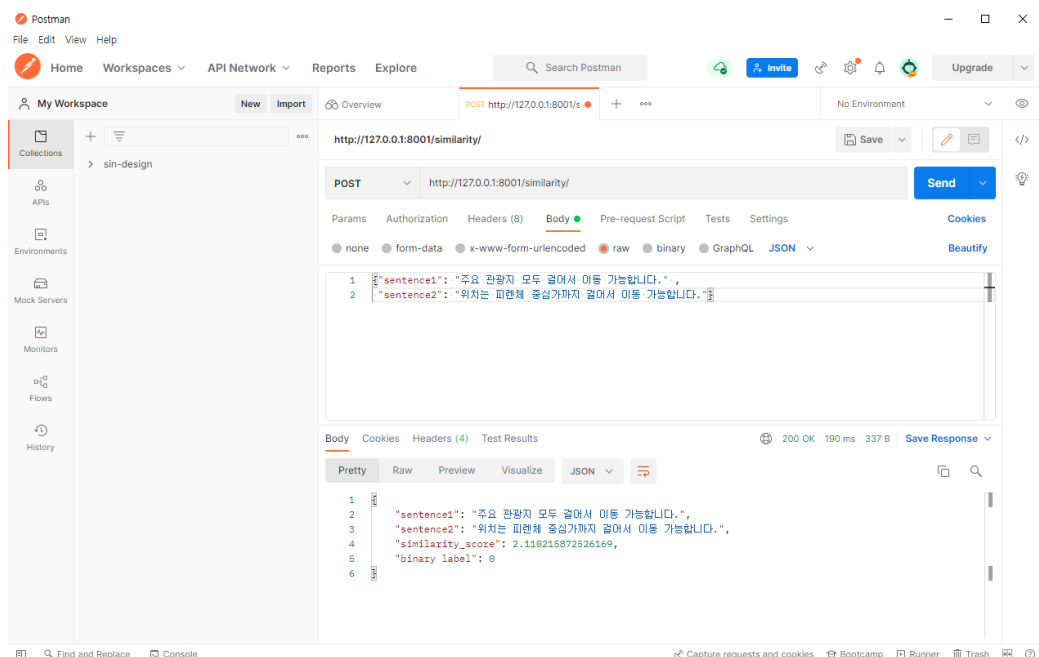 Postman
File Edit View Help
Home Workspaces API Network Reports Explore Search Postman Invite Upgrade
My Workspace New Import Overview POST http://127.0.0.1:8001/s No Environment
Collections
APIs
Environments
Mock Servers
Monitors
Flows
History
sin-design
http://127.0.0.1:8001/similarity/ Save
POST http://127.0.0.1:8001/similarity/ Send
Params Authorization Headers (8) Body Pre-request Script Tests Settings Cookies
none form-data x-www-form-urlencoded raw binary GraphQL JSON Beautify
1 {"sentence1": "주요 관광지 모두 걸어서 이동 가능합니다." ,
2 "sentence2": "위치는 피렌체 중심가까지 걸어서 이동 가능합니다."}
Body Cookies Headers (4) Test Results 200 OK 190 ms 337 B Save Response
Pretty Raw Preview Visualize JSON
1 {
2 "sentence1": "주요 관광지 모두 걸어서 이동 가능합니다.",
3 "sentence2": "위치는 피렌체 중심가까지 걸어서 이동 가능합니다.",
4 "similarity_score": 2.110215872526169,
5 "binary label": 0
6 }
Find and Replace Console Capture requests and cookies Bootcamp Runner Trash